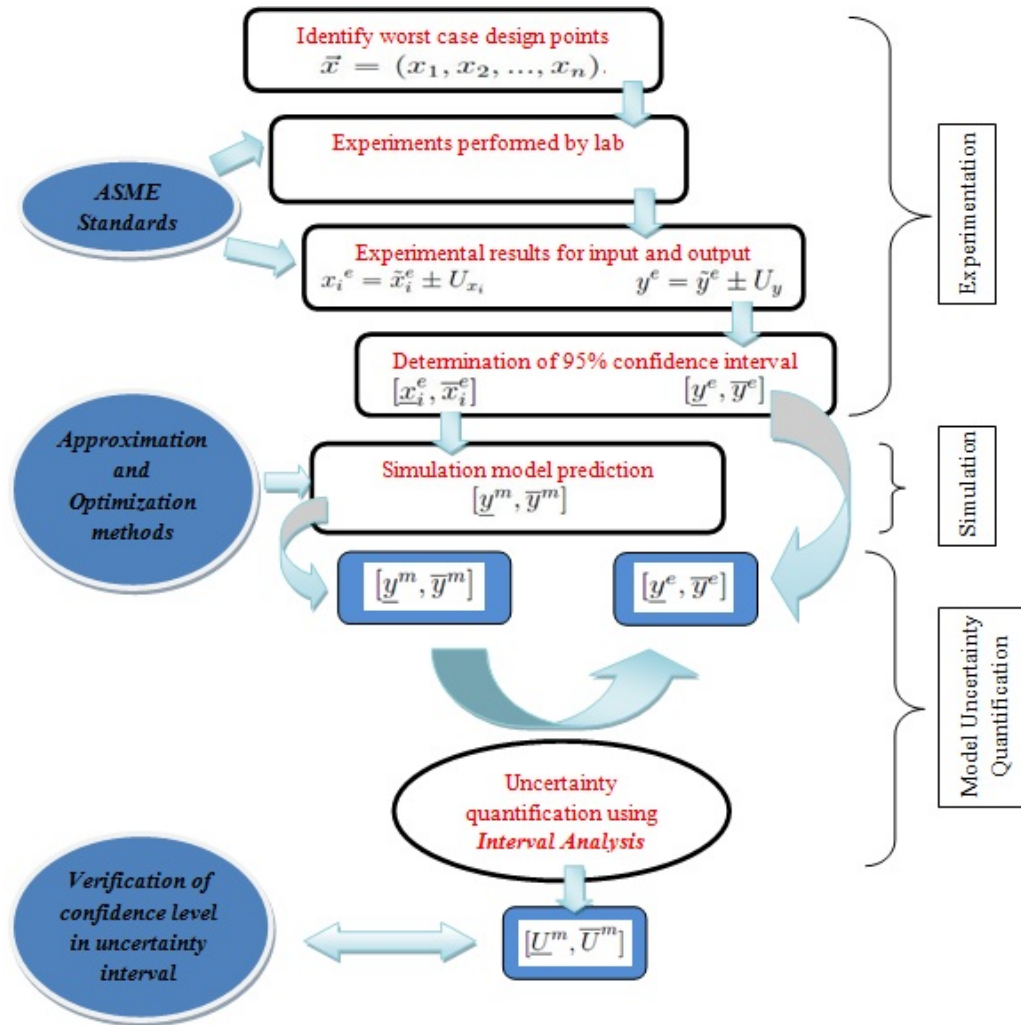 Identify worst case design points
$\vec{x} = (x_1, x_2, ..., x_n).$
Experiments performed by lab
ASME
Standards
Experimental results for input and output
$x_i{}^e = \tilde{x}_i^e \pm U_{x_i}$ $y^e = \tilde{y}^e \pm U_y$
Determination of 95% confidence interval
$[\underline{x}_i^e, \overline{x}_i^e]$ $[\underline{y}^e, \overline{y}^e]$
Experimentation
Approximation
and
Optimization
methods
Simulation model prediction
$[\underline{y}^m, \overline{y}^m]$
Simulation
$[\underline{y}^m, \overline{y}^m]$
$[\underline{y}^e, \overline{y}^e]$
Uncertainty
quantification using
Interval Analysis
Model Uncertainty
Quantification
Verification of
confidence level
in uncertainty
interval
$[\underline{U}^m, \overline{U}^m]$